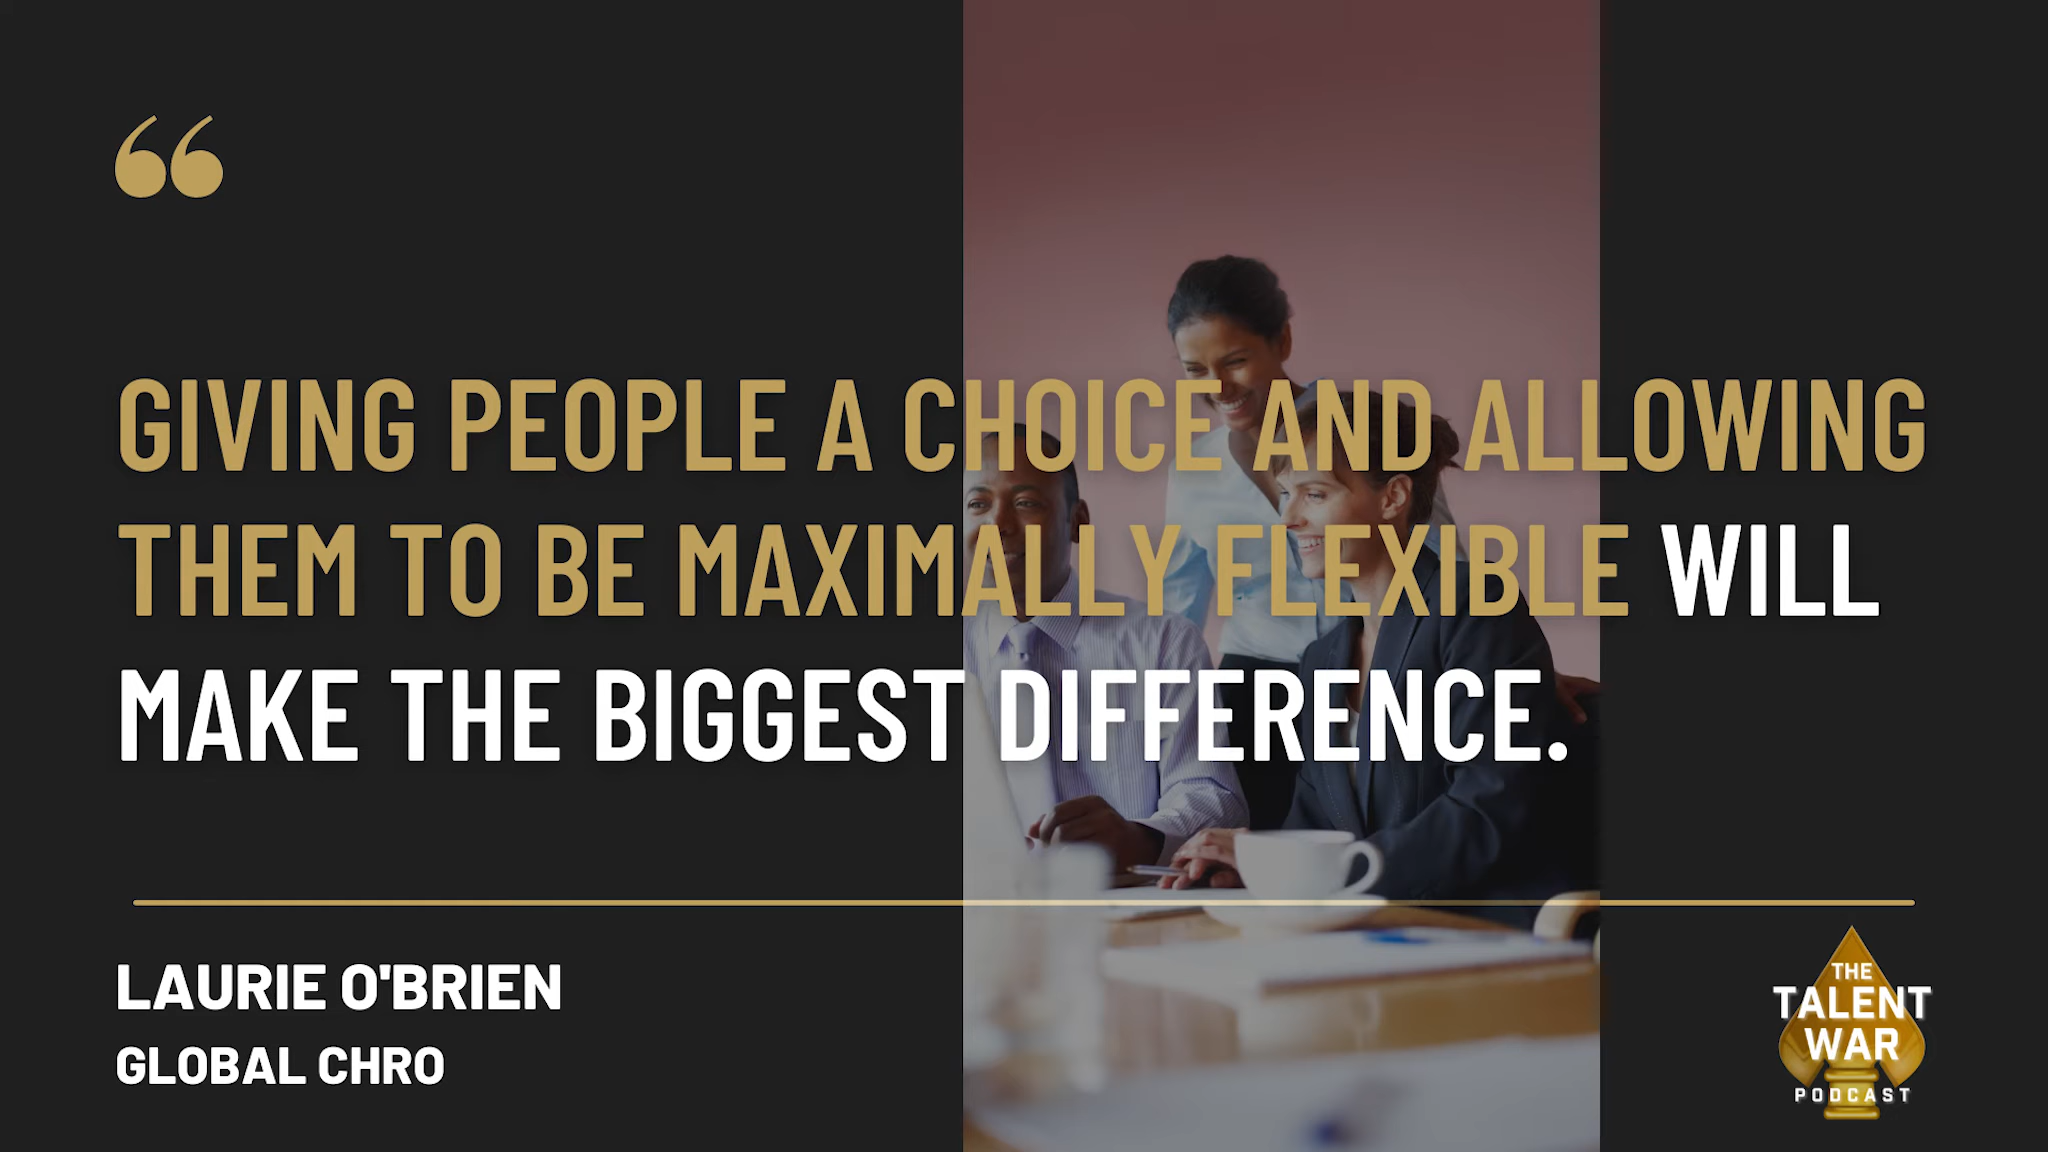 “
GIVING PEOPLE A CHOICE AND ALLOWING
THEM TO BE MAXIMALLY FLEXIBLE WILL
MAKE THE BIGGEST DIFFERENCE.
LAURIE O'BRIEN
GLOBAL CHRO
THE
TALENT
WAR
PODCAST